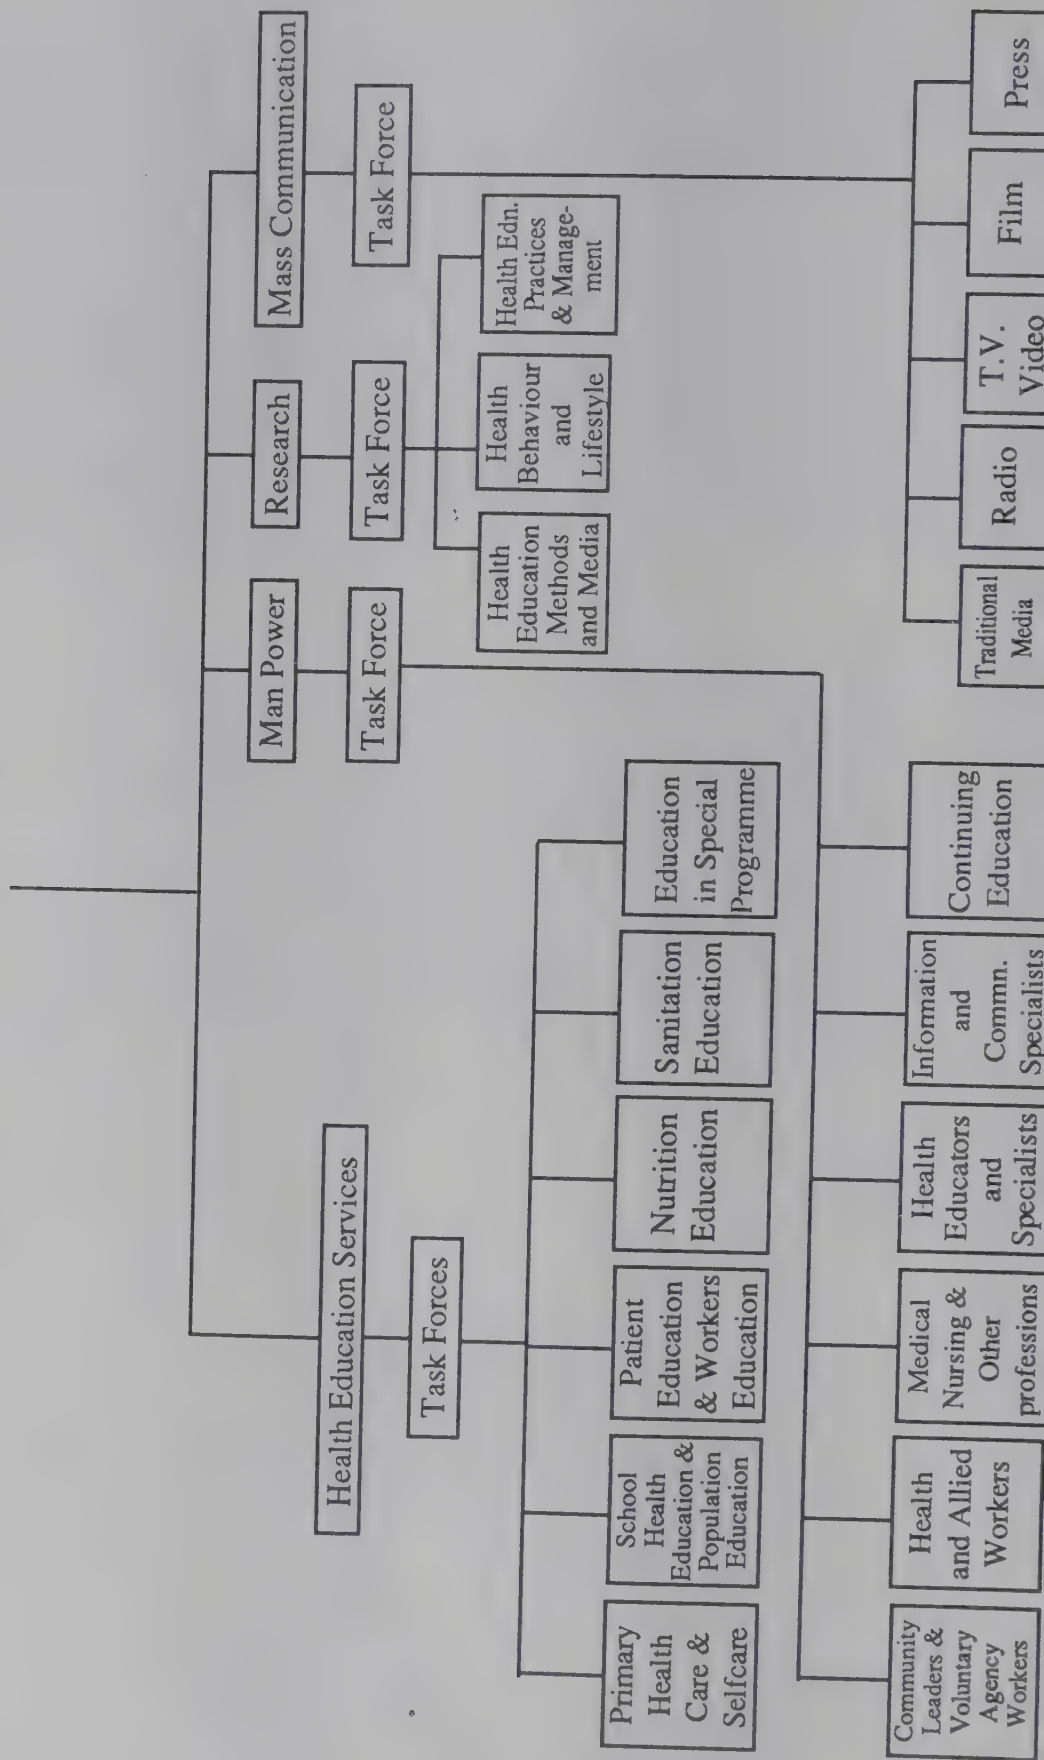 Health Education Services
Man Power
Research
Mass Communication
Task Forces
Task Force
Task Force
Task Force
Primary
Health
Care &
Selfcare
School
Health
Education &
Population
Education
Patient
Education
& Workers
Education
Nutrition
Education
Sanitation
Education
Education
in Special
Programme
Health
Education
Methods
and Media
Health
Behaviour
and
Lifestyle
Health Edn.
Practices
& Manage-
ment
Community
Leaders &
Voluntary
Agency
Workers
Health
and Allied
Workers
Medical
Nursing &
Other
professions
Health
Educators
and
Specialists
Information
and
Commn.
Specialists
Continuing
Education
Traditional
Media
Radio
T.V.
Video
Film
Press